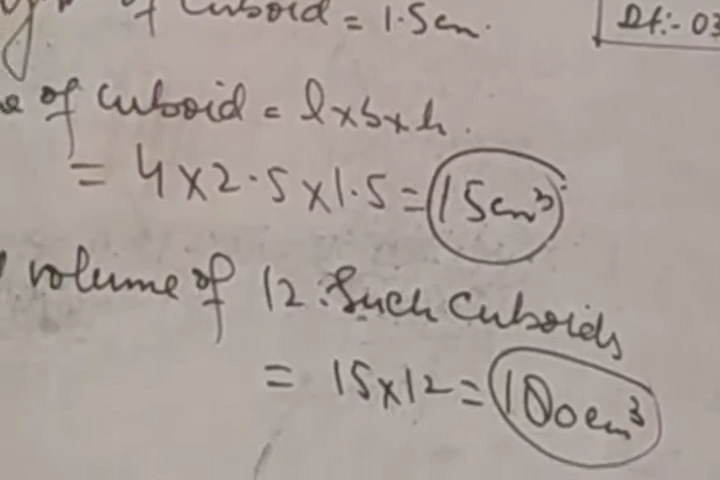 of cuboid = 1.5cm.
Dt:- 03
of cuboid = l×b×h.
= 4×2.5×1.5 = 15cm³
volume of 12 such cuboids
= 15×12 = 180cm³